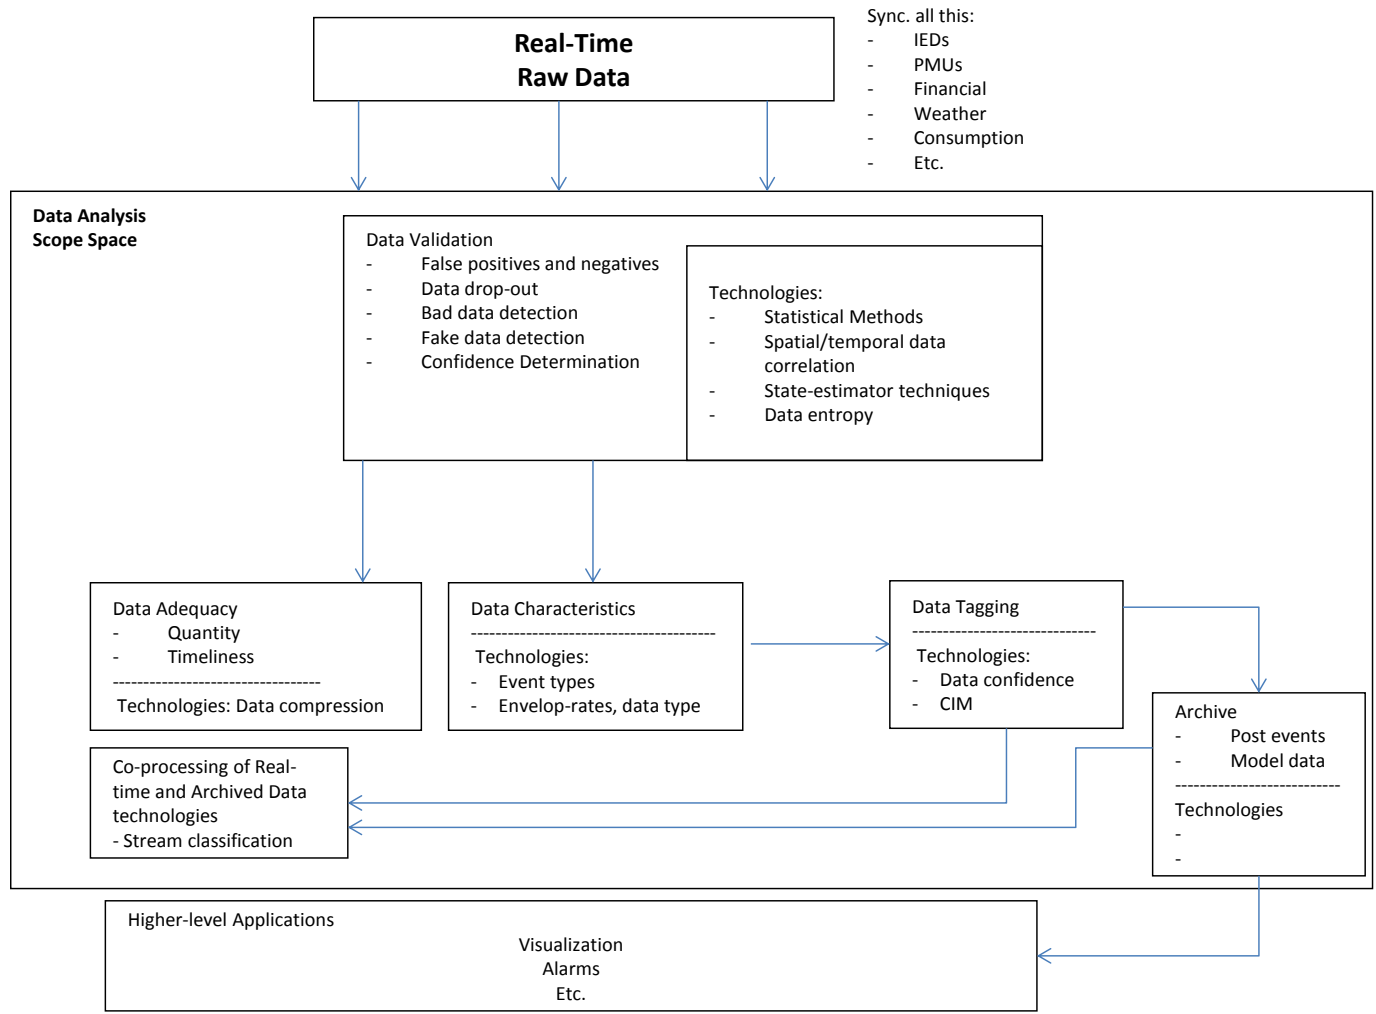 Real-Time
Raw Data
Sync. all this:
- IEDs
- PMUs
- Financial
- Weather
- Consumption
- Etc.
Data Analysis
Scope Space
Data Validation
- False positives and negatives
- Data drop-out
- Bad data detection
- Fake data detection
- Confidence Determination
Technologies:
- Statistical Methods
- Spatial/temporal data
correlation
- State-estimator techniques
- Data entropy
Data Adequacy
- Quantity
- Timeliness
----------------------------------
Technologies: Data compression
Data Characteristics
----------------------------------------
Technologies:
- Event types
- Envelop-rates, data type
Data Tagging
------------------------------
Technologies:
- Data confidence
- CIM
Archive
- Post events
- Model data
---------------------------
Technologies
-
-
Co-processing of Real-
time and Archived Data
technologies
- Stream classification
Higher-level Applications
Visualization
Alarms
Etc.